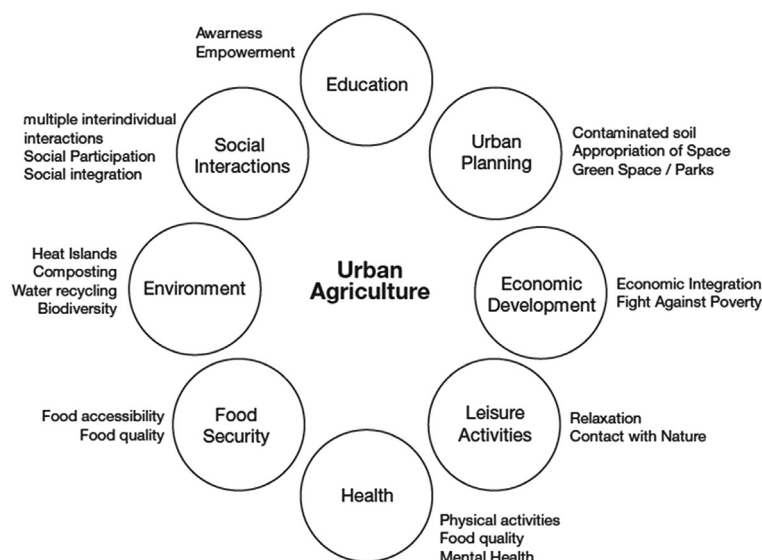 Awarness
Empowerment
Education
multiple interindividual
interactions
Social Participation
Social integration
Social
Interactions
Urban
Planning
Contaminated soil
Appropriation of Space
Green Space / Parks
Heat Islands
Composting
Water recycling
Biodiversity
Environment
Urban
Agriculture
Economic
Development
Economic Integration
Fight Against Poverty
Food accessibility
Food quality
Food
Security
Leisure
Activities
Relaxation
Contact with Nature
Health
Physical activities
Food quality
Mental Health